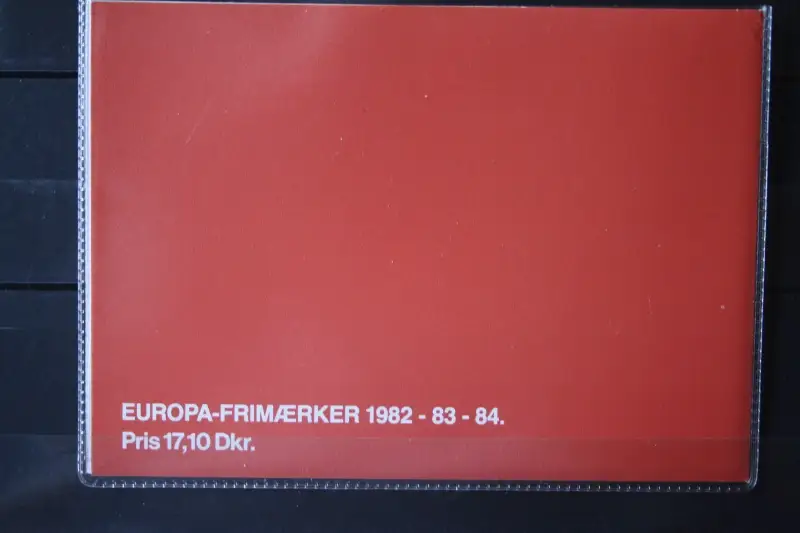 EUROPA-FRIMÆRKER 1982 - 83 - 84.
Pris 17,10 Dkr.